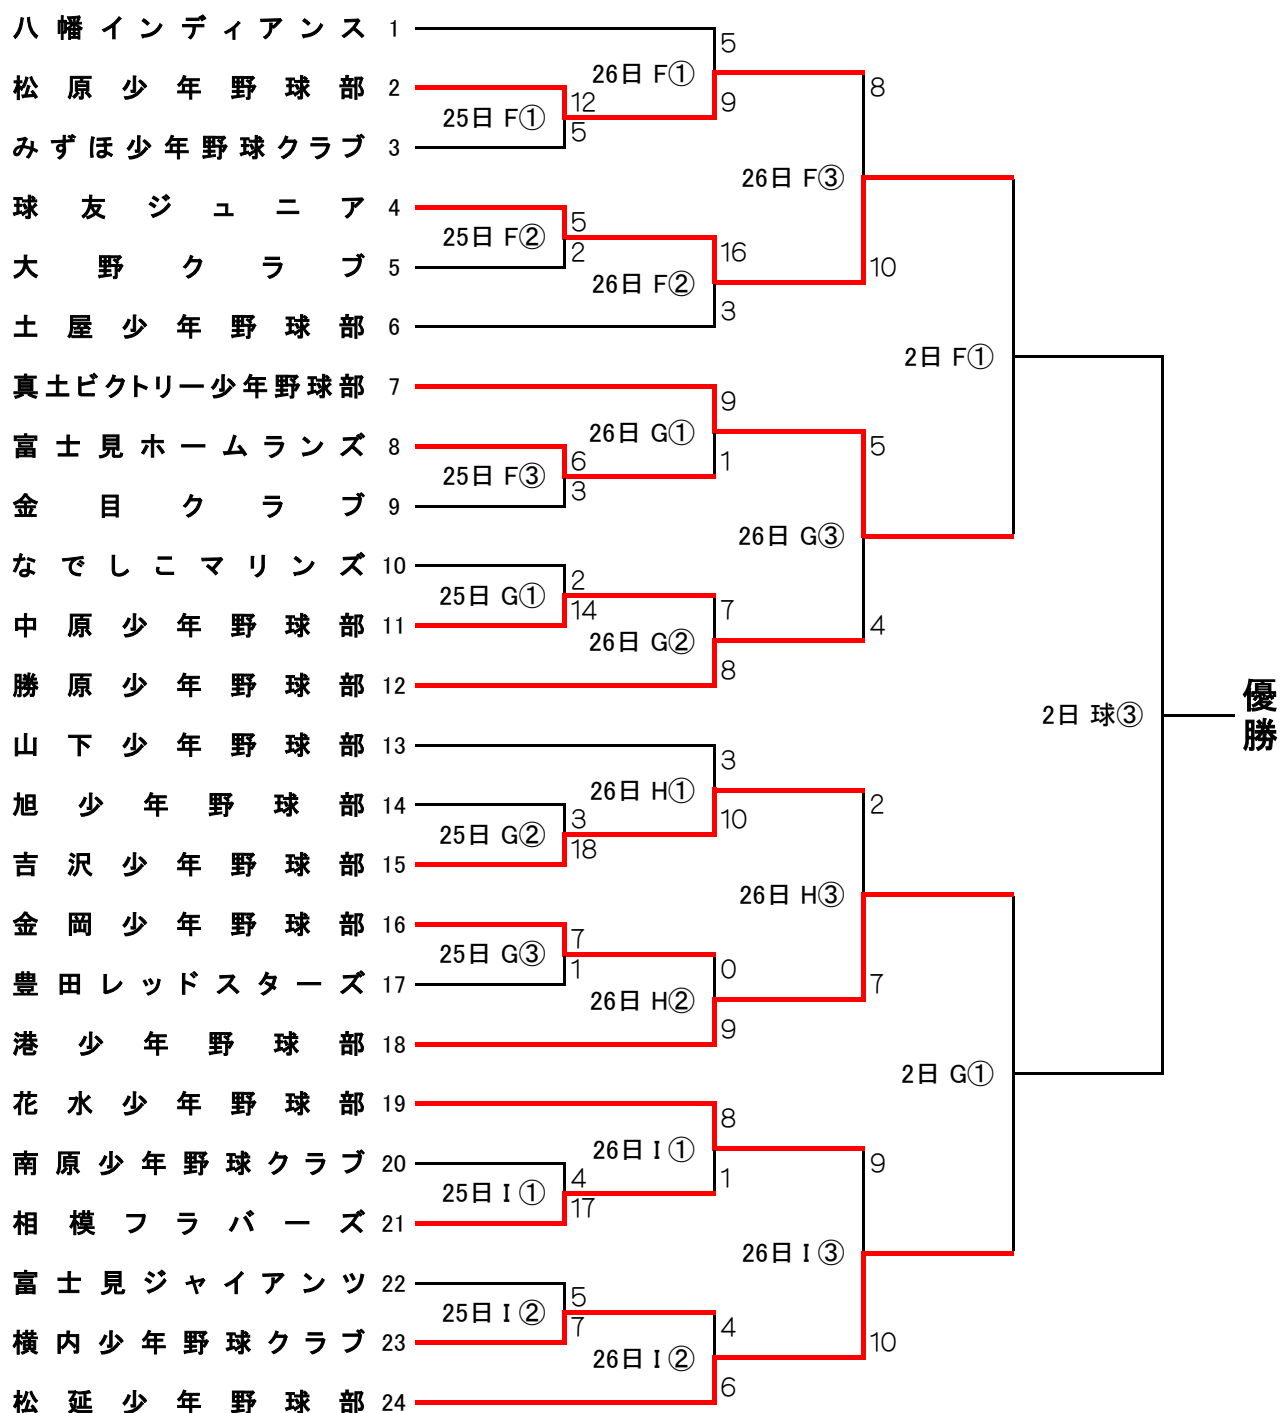 八幡インディアンス 1
5
26日 F①
松原少年野球部 2
12
9
8
25日 F①
5
みずほ少年野球クラブ 3
26日 F③
球友ジュニア 4
5
25日 F②
2
16
10
大野クラブ 5
26日 F②
3
土屋少年野球部 6
2日 F①
真土ビクトリー少年野球部 7
9
26日 G①
富士見ホームランズ 8
6
1
5
25日 F③
3
金目クラブ 9
26日 G③
なでしこマリンズ 10
2
25日 G①
14
7
4
中原少年野球部 11
26日 G②
8
勝原少年野球部 12
2日 球③
優勝
山下少年野球部 13
3
26日 H①
旭少年野球部 14
3
10
2
25日 G②
18
吉沢少年野球部 15
26日 H③
金岡少年野球部 16
7
25日 G③
1
0
7
豊田レッドスターズ 17
26日 H②
9
港少年野球部 18
2日 G①
花水少年野球部 19
8
26日 I ①
南原少年野球クラブ 20
4
1
9
25日 I ①
17
相模フラバーズ 21
26日 I ③
富士見ジャイアンツ 22
5
25日 I ②
7
4
10
横内少年野球クラブ 23
26日 I ②
6
松延少年野球部 24